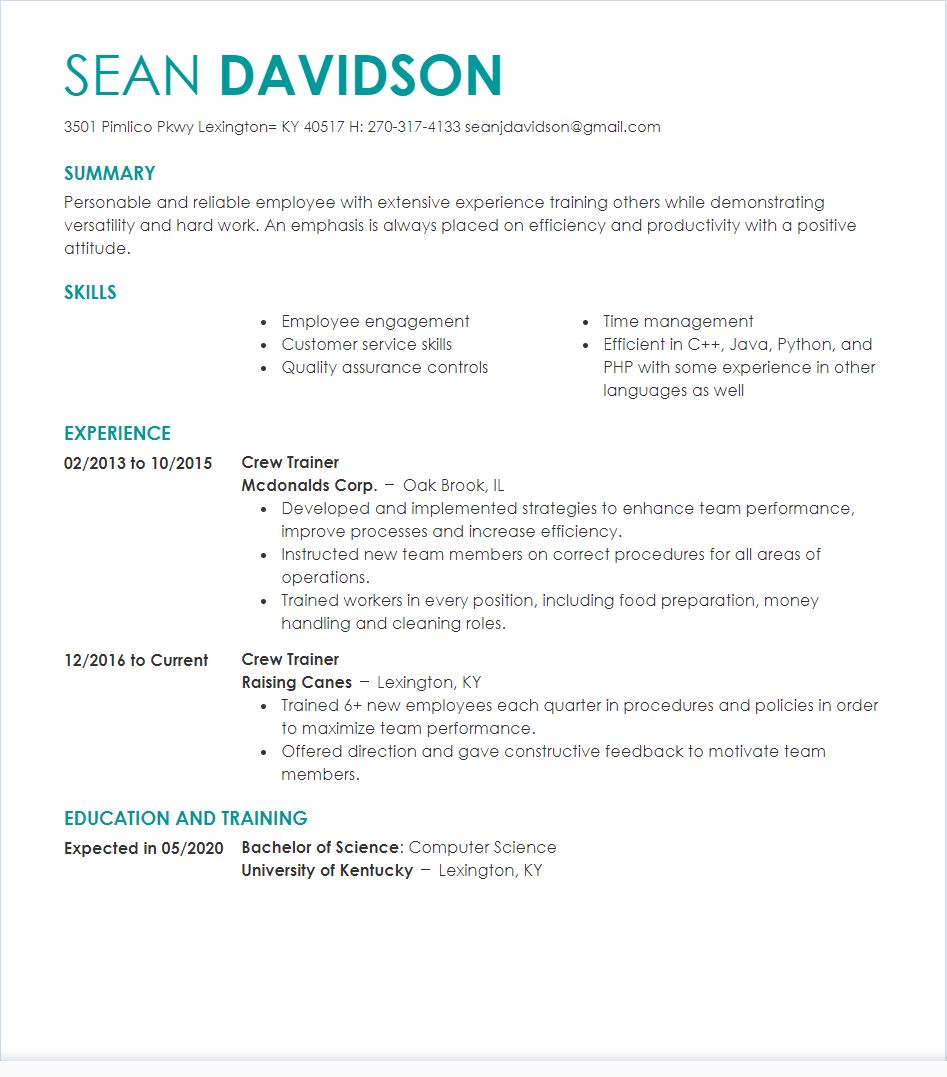 SEAN DAVIDSON
3501 Pimlico Pkwy Lexington= KY 40517 H: 270-317-4133 seanjdavidson@gmail.com
SUMMARY
Personable and reliable employee with extensive experience training others while demonstrating
versatility and hard work. An emphasis is always placed on efficiency and productivity with a positive
attitude.
SKILLS
• Employee engagement
• Customer service skills
• Quality assurance controls
• Time management
• Efficient in C++, Java, Python, and
PHP with some experience in other
languages as well
EXPERIENCE
02/2013 to 10/2015 Crew Trainer
Mcdonalds Corp. – Oak Brook, IL
• Developed and implemented strategies to enhance team performance,
improve processes and increase efficiency.
• Instructed new team members on correct procedures for all areas of
operations.
• Trained workers in every position, including food preparation, money
handling and cleaning roles.
12/2016 to Current Crew Trainer
Raising Canes – Lexington, KY
• Trained 6+ new employees each quarter in procedures and policies in order
to maximize team performance.
• Offered direction and gave constructive feedback to motivate team
members.
EDUCATION AND TRAINING
Expected in 05/2020 Bachelor of Science: Computer Science
University of Kentucky – Lexington, KY